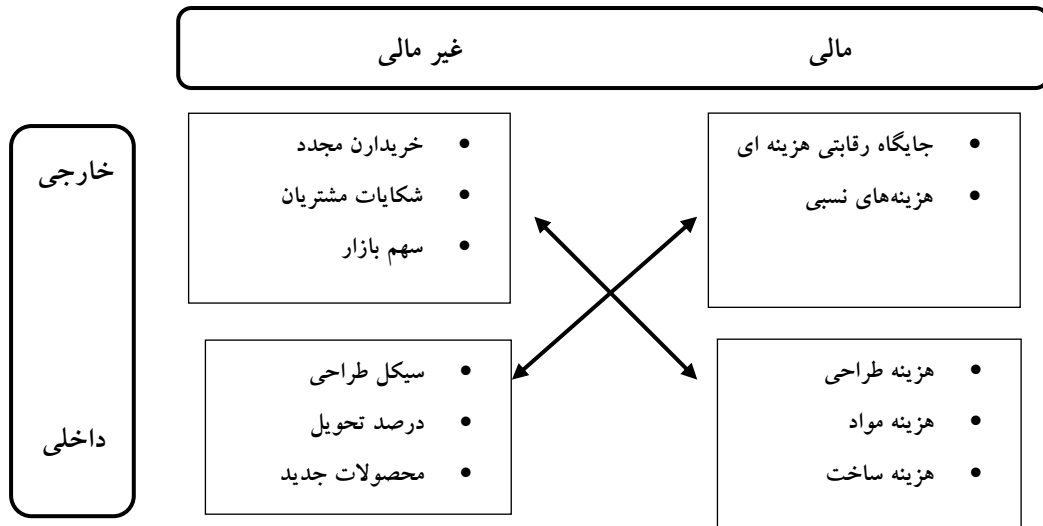 مالی
غیر مالی
خارجی
جایگاه رقابتی هزینه ای
هزینه‌های نسبی
خریدارن مجدد
شکایات مشتریان
سهم بازار
داخلی
هزینه طراحی
هزینه مواد
هزینه ساخت
سیکل طراحی
درصد تحویل
محصولات جدید